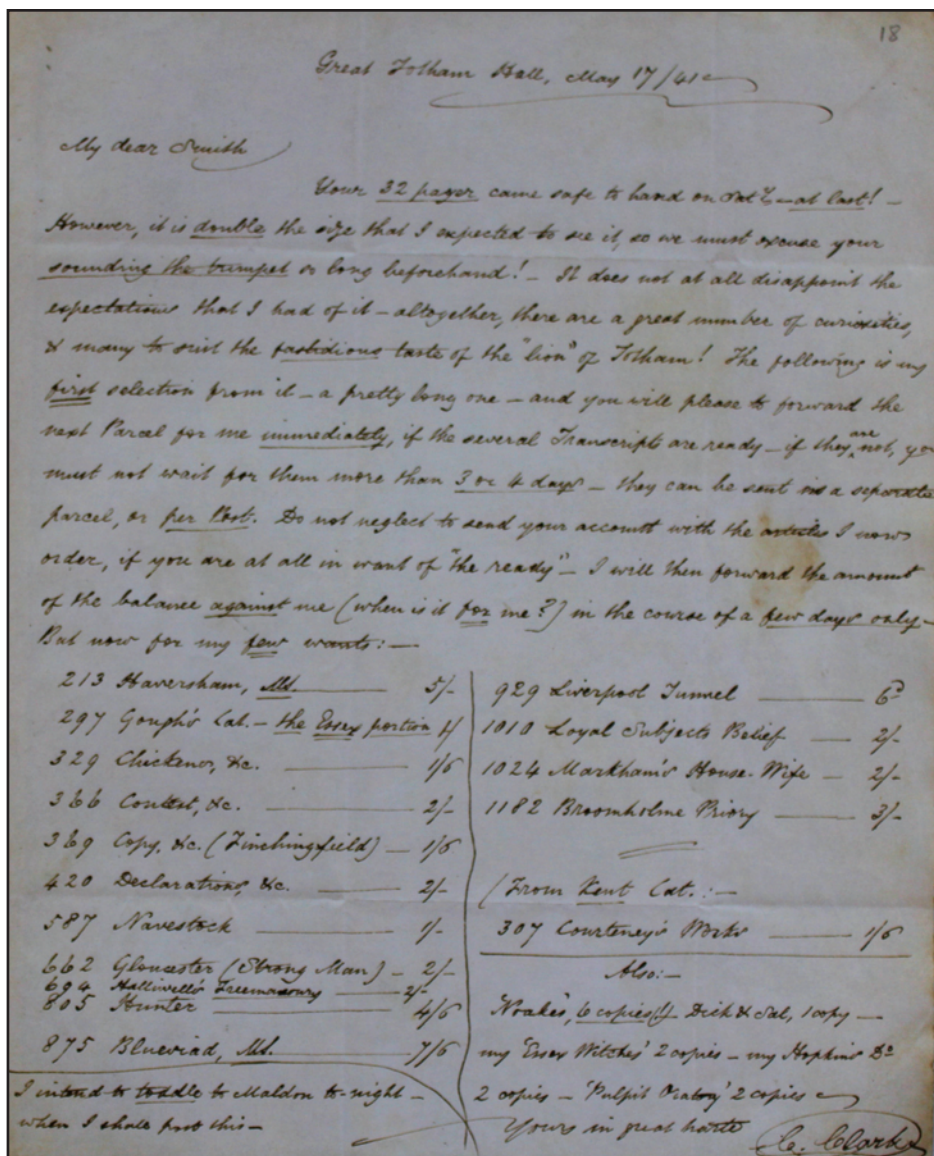 18
Great Totham Hall, May 17/41
My dear Smith
Your 32 pager came safe to hand on Saty – at last! –
However, it is double the size that I expected to see it, so we must excuse your
sounding the trumpet so long beforehand! – It does not at all disappoint the
expectations that I had of it – altogether, there are a great number of curiosities,
& many to suit the fastidious taste of the "lion" of Totham! The following is my
first selection from it – a pretty long one – and you will please to forward the
next Parcel for me immediately, if the several Transcripts are ready – if they are not, you
must not wait for them more than 3 or 4 days – they can be sent in a separate
parcel, or per Post. Do not neglect to send your account with the articles I now
order, if you are at all in want of "the ready" – I will then forward the amount
of the balance against me (when is it for me?) in the course of a few days only –
But now for my few wants: –
213 Haversham, Ms. 5/-
297 Gough's Cat. – the Essex portion 1/
329 Chickens, &c. 1/6
366 Contest, &c. 2/-
369 Copy, &c. (Finchingfield) – 1/6
420 Declarations, &c. 2/-
587 Navestock 1/-
662 Gloucester (Strong Man) – 2/-
694 Halliwell's Freemasonry 2/-
805 Hunter 4/6
875 Blueviad, Ms. 7/6
I intend to toddle to Maldon to-night –
when I shall post this –
929 Liverpool Tunnel 6d
1010 Loyal Subjects Belief 2/-
1024 Markham's House-Wife – 2/-
1182 Broomholme Priory 3/-
(From Kent Cat.: –
307 Courteney's Works 1/6
Also: –
'Noakes', 6 copies(!) Dick & Sal, 1 copy –
my 'Essex Witches' 2 copies – my Hopkins Do
2 copies – 'Pulpit Oratory' 2 copies
Yours in great haste
C. Clark